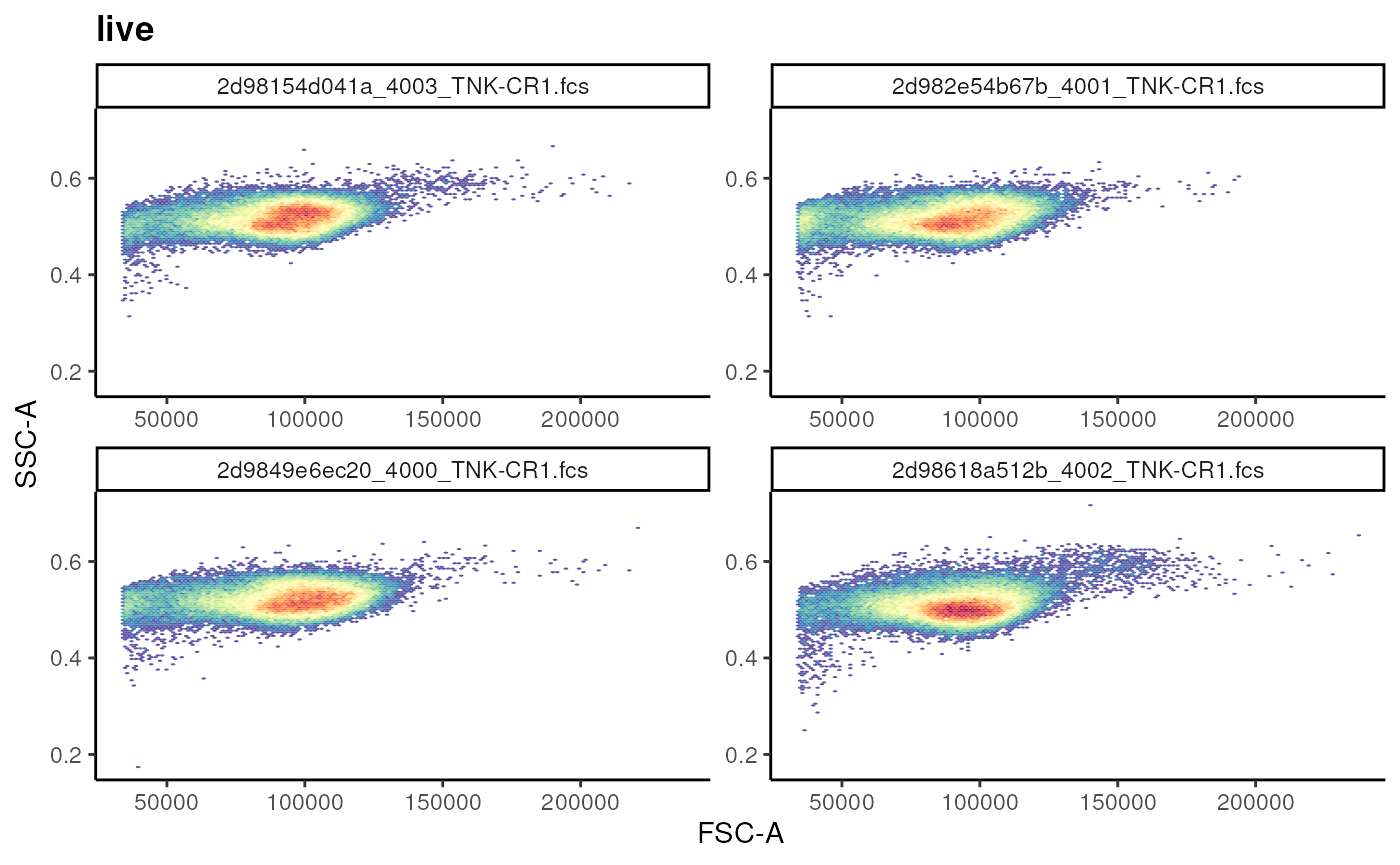 live
2d98154d041a_4003_TNK-CR1.fcs
2d982e54b67b_4001_TNK-CR1.fcs
0.6
0.4
0.2
50000 100000 150000 200000
0.6
0.4
0.2
50000 100000 150000 200000
SSC-A
2d9849e6ec20_4000_TNK-CR1.fcs
2d98618a512b_4002_TNK-CR1.fcs
0.6
0.4
0.2
50000 100000 150000 200000
0.6
0.4
0.2
50000 100000 150000 200000
FSC-A